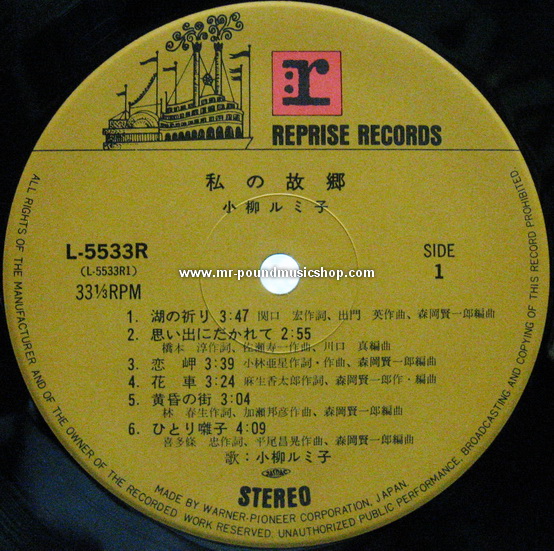 r
REPRISE RECORDS
私の故郷
小柳ルミ子
L-5533R
(L-5533R1)
33⅓RPM
SIDE
1
www.mr-poundmusicshop.com
1. 湖の祈り 3:47 関口 宏作詞、出門 英作曲、森岡賢一郎編曲
2. 思い出にだかれて 2:55
橋本 淳作詞、佐瀬寿一作曲、川口 真編曲
3. 恋岬 3:39 小林亜星作詞・作曲、森岡賢一郎編曲
4. 花車 3:24 麻生香太郎作詞、森岡賢一郎作・編曲
5. 黄昏の街 3:04
林 春生作詞、加瀬邦彦作曲、森岡賢一郎編曲
6. ひとり囃子 4:09
喜多條 忠作詞、平尾昌晃作曲、森岡賢一郎編曲
歌：小柳ルミ子
STEREO
MADE BY WARNER-PIONEER CORPORATION, JAPAN.
ALL RIGHTS OF THE MANUFACTURER AND OF THE OWNER OF THE RECORDED WORK RESERVED. UNAUTHORIZED PUBLIC PERFORMANCE, BROADCASTING AND COPYING OF THIS RECORD PROHIBITED.